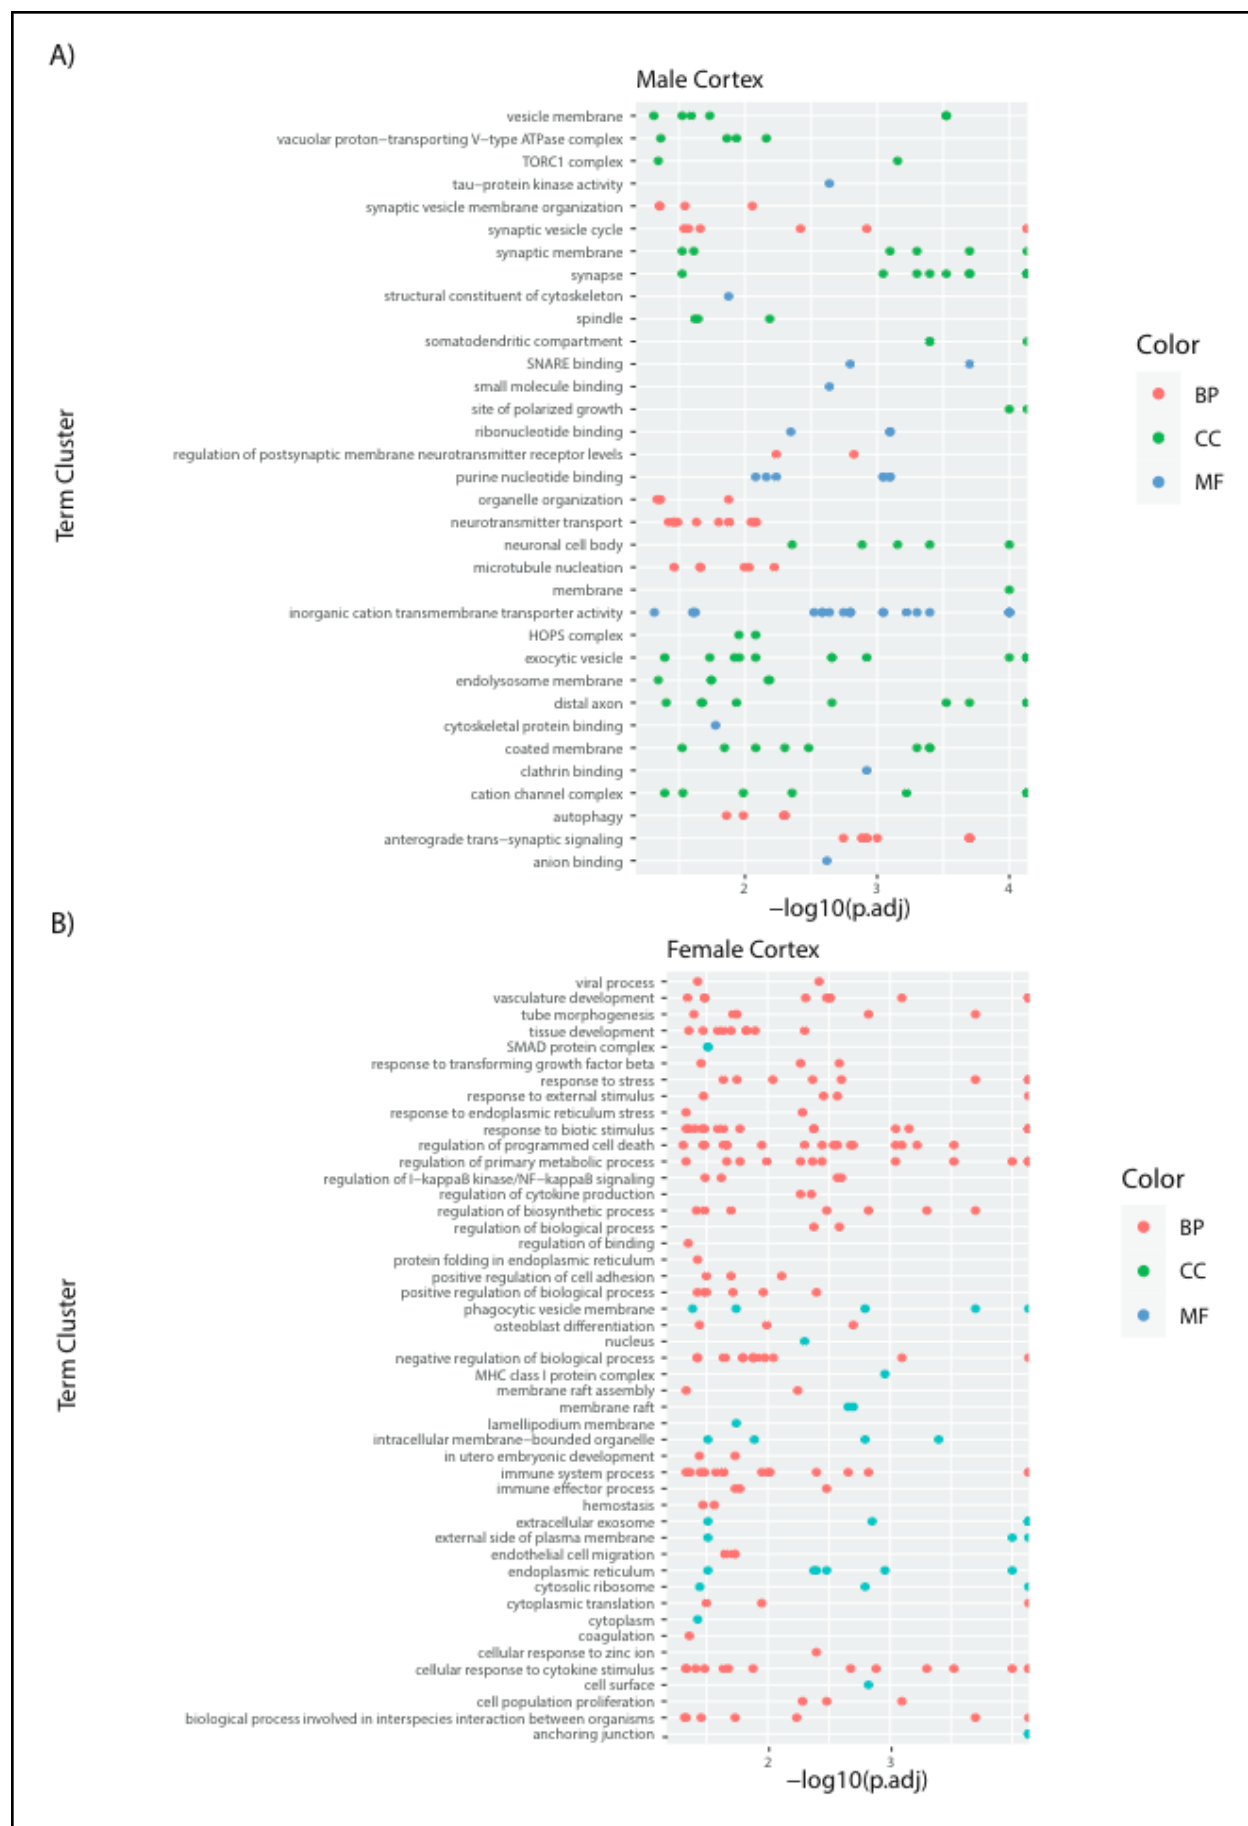 A)
Male Cortex
vesicle membrane
vacuolar proton−transporting V−type ATPase complex
TORC1 complex
tau−protein kinase activity
synaptic vesicle membrane organization
synaptic vesicle cycle
synaptic membrane
synapse
structural constituent of cytoskeleton
spindle
somatodendritic compartment
SNARE binding
small molecule binding
site of polarized growth
ribonucleotide binding
regulation of postsynaptic membrane neurotransmitter receptor levels
purine nucleotide binding
organelle organization
neurotransmitter transport
neuronal cell body
microtubule nucleation
membrane
inorganic cation transmembrane transporter activity
HOPS complex
exocytic vesicle
endolysosome membrane
distal axon
cytoskeletal protein binding
coated membrane
clathrin binding
cation channel complex
autophagy
anterograde trans−synaptic signaling
anion binding
Term Cluster
2 3 4
−log10(p.adj)
Color
BP
CC
MF
B)
Female Cortex
viral process
vasculature development
tube morphogenesis
tissue development
SMAD protein complex
response to transforming growth factor beta
response to stress
response to external stimulus
response to endoplasmic reticulum stress
response to biotic stimulus
regulation of programmed cell death
regulation of primary metabolic process
regulation of I−kappaB kinase/NF−kappaB signaling
regulation of cytokine production
regulation of biosynthetic process
regulation of biological process
regulation of binding
protein folding in endoplasmic reticulum
positive regulation of cell adhesion
positive regulation of biological process
phagocytic vesicle membrane
osteoblast differentiation
nucleus
negative regulation of biological process
MHC class I protein complex
membrane raft assembly
membrane raft
lamellipodium membrane
intracellular membrane−bounded organelle
in utero embryonic development
immune system process
immune effector process
hemostasis
extracellular exosome
external side of plasma membrane
endothelial cell migration
endoplasmic reticulum
cytosolic ribosome
cytoplasmic translation
cytoplasm
coagulation
cellular response to zinc ion
cellular response to cytokine stimulus
cell surface
cell population proliferation
biological process involved in interspecies interaction between organisms
anchoring junction
Term Cluster
2 3
−log10(p.adj)
Color
BP
CC
MF